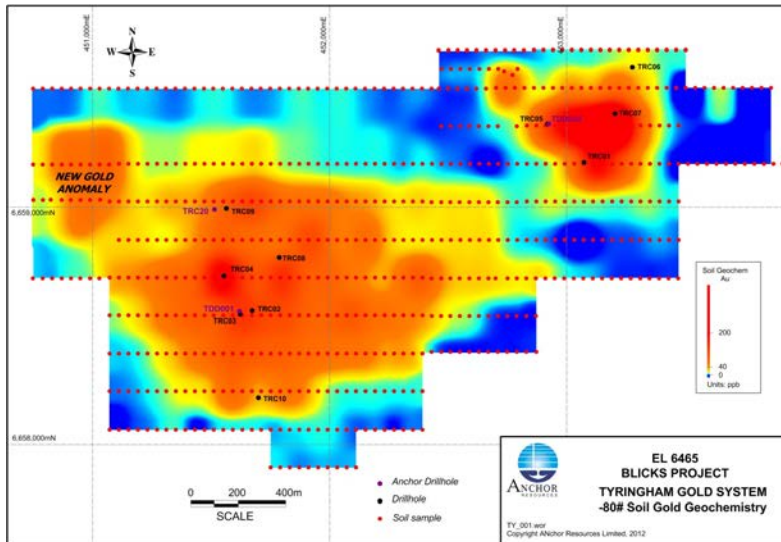 451,000mE
452,000mE
453,000mE
N
W E
S
TRC06
TRC07
TRC05
TRC01
NEW GOLD
ANOMALY
6,659,000mN
TRC20
TRC09
TRC08
TRC04
TDD001
TRC02
TRC03
TRC10
Soil Geochem
Au
200
40
0
Units: ppb
6,658,000mN
0 200 400m
SCALE
Anchor Drillhole
Drillhole
Soil sample
ANCHOR
RESOURCES
EL 6465
BLICKS PROJECT
TYRINGHAM GOLD SYSTEM
-80# Soil Gold Geochemistry
TY_001.wor
Copyright ANchor Resources Limited, 2012